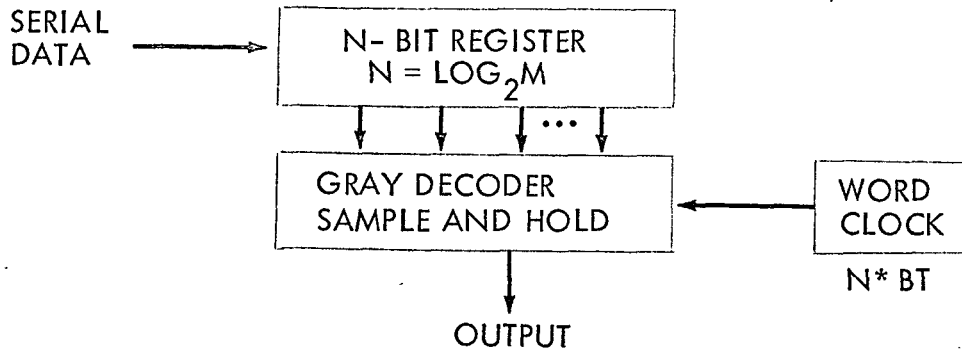 SERIAL
DATA
N- BIT REGISTER
N = LOG₂M
•••
GRAY DECODER
SAMPLE AND HOLD
WORD
CLOCK
N* BT
OUTPUT